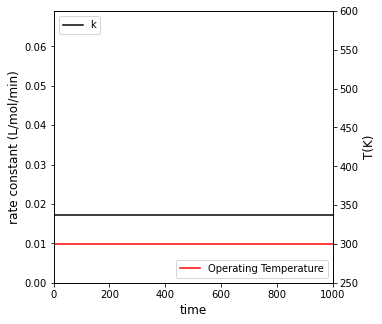 k
rate constant (L/mol/min)
0.06
0.05
0.04
0.03
0.02
0.01
0.00
600
550
500
450
400
350
300
250
T(K)
Operating Temperature
0 200 400 600 800 1000
time